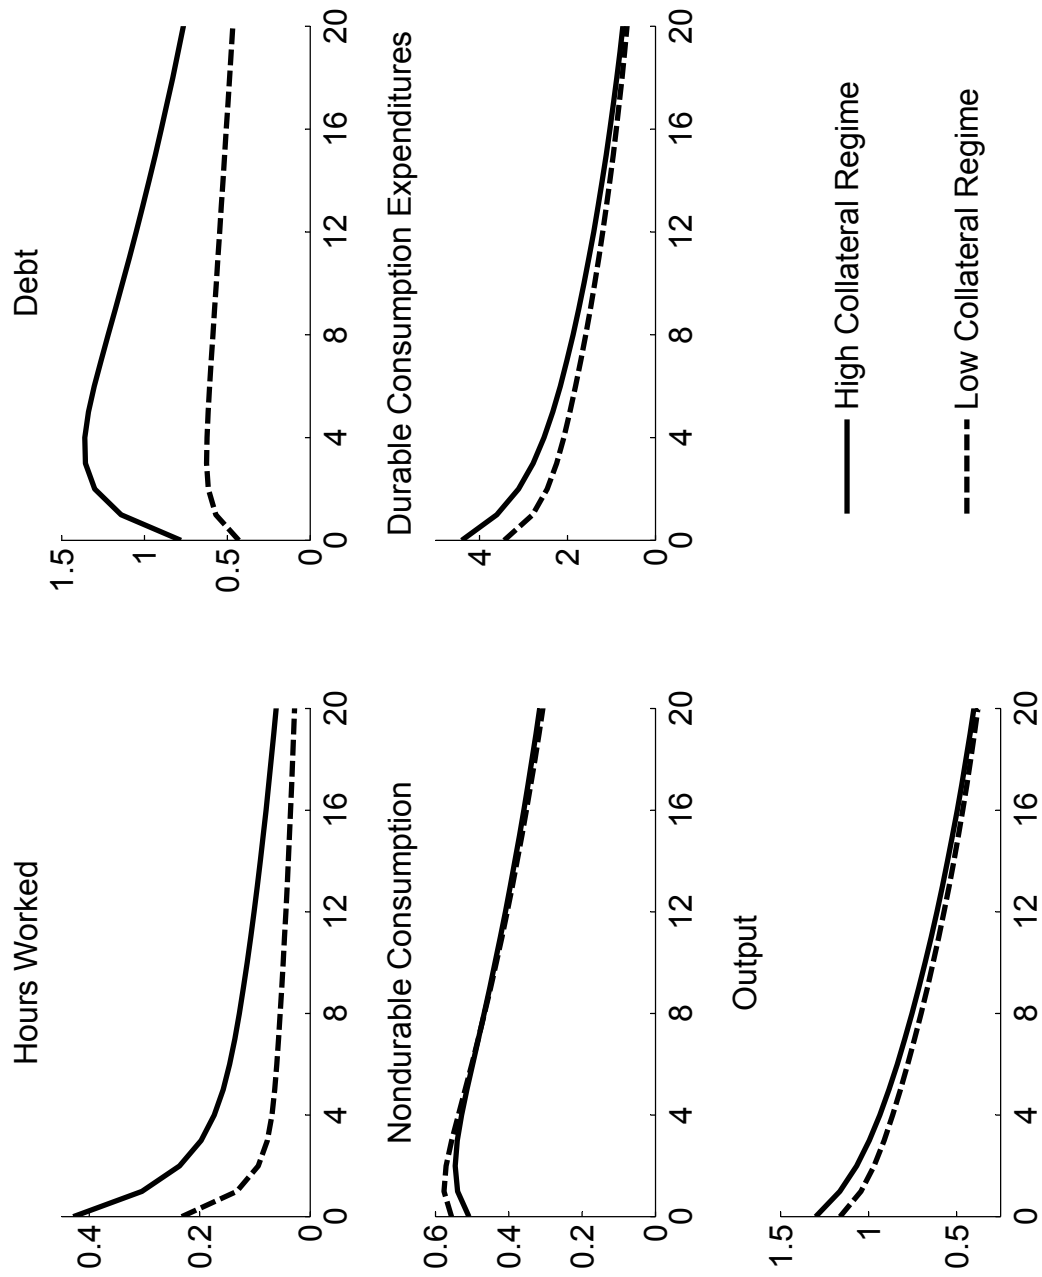 Hours Worked
0.4
0.2
0
0 4 8 12 16 20
Debt
1.5
1
0.5
0
0 4 8 12 16 20
Nondurable Consumption
0.6
0.4
0.2
0
0 4 8 12 16 20
Durable Consumption Expenditures
4
2
0
0 4 8 12 16 20
Output
1.5
1
0.5
0 4 8 12 16 20
High Collateral Regime
Low Collateral Regime